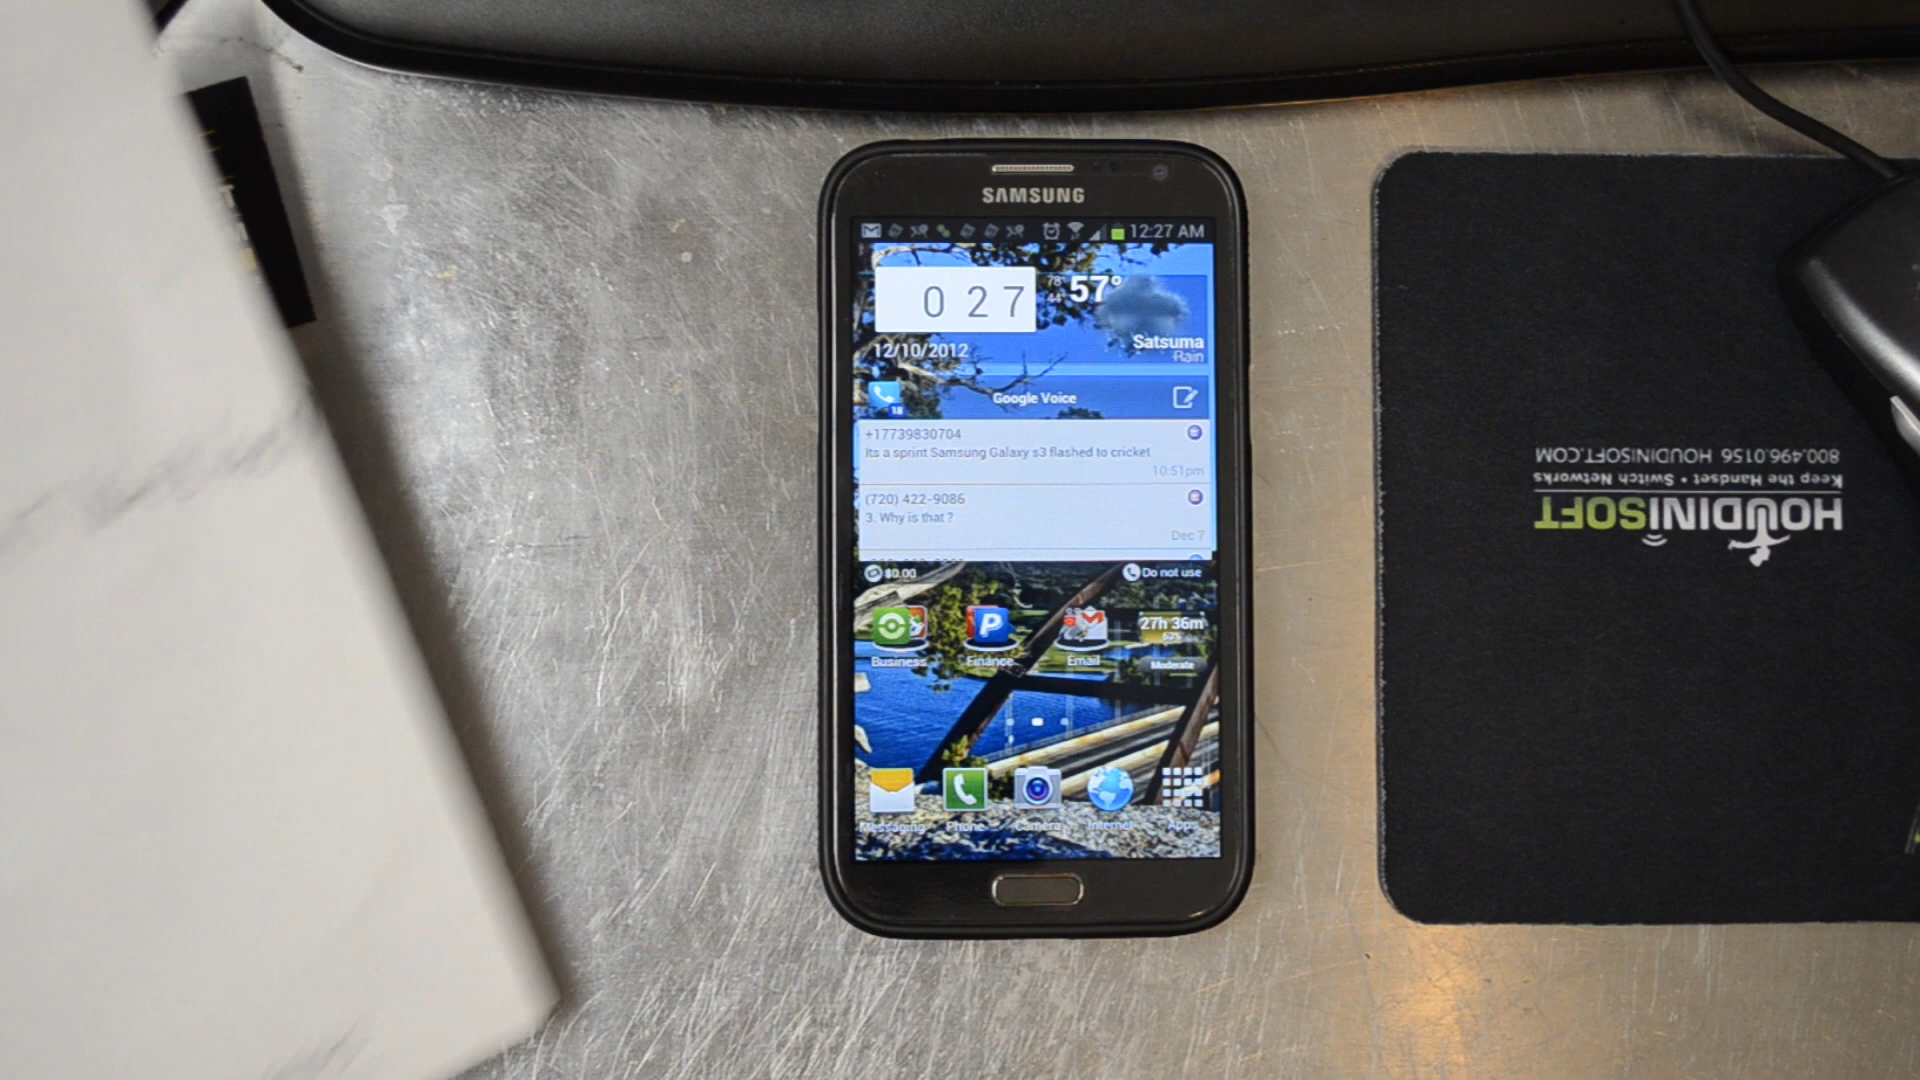 SAMSUNG
12:27 AM
0 27
78°
44°
57°
12/10/2012
Satsuma
Rain
18
Google Voice
+17739830704
Its a sprint Samsung Galaxy s3 flashed to cricket
10:51pm
(720) 422-9086
3. Why is that ?
Dec 7
$0.00
Do not use
27h 36m
Business
Finance
Email
Moderate
Messaging
Phone
Camera
Internet
Apps
HOUDINISOFT
Keep the Handset • Switch Networks
800.496.0156 HOUDINISOFT.COM